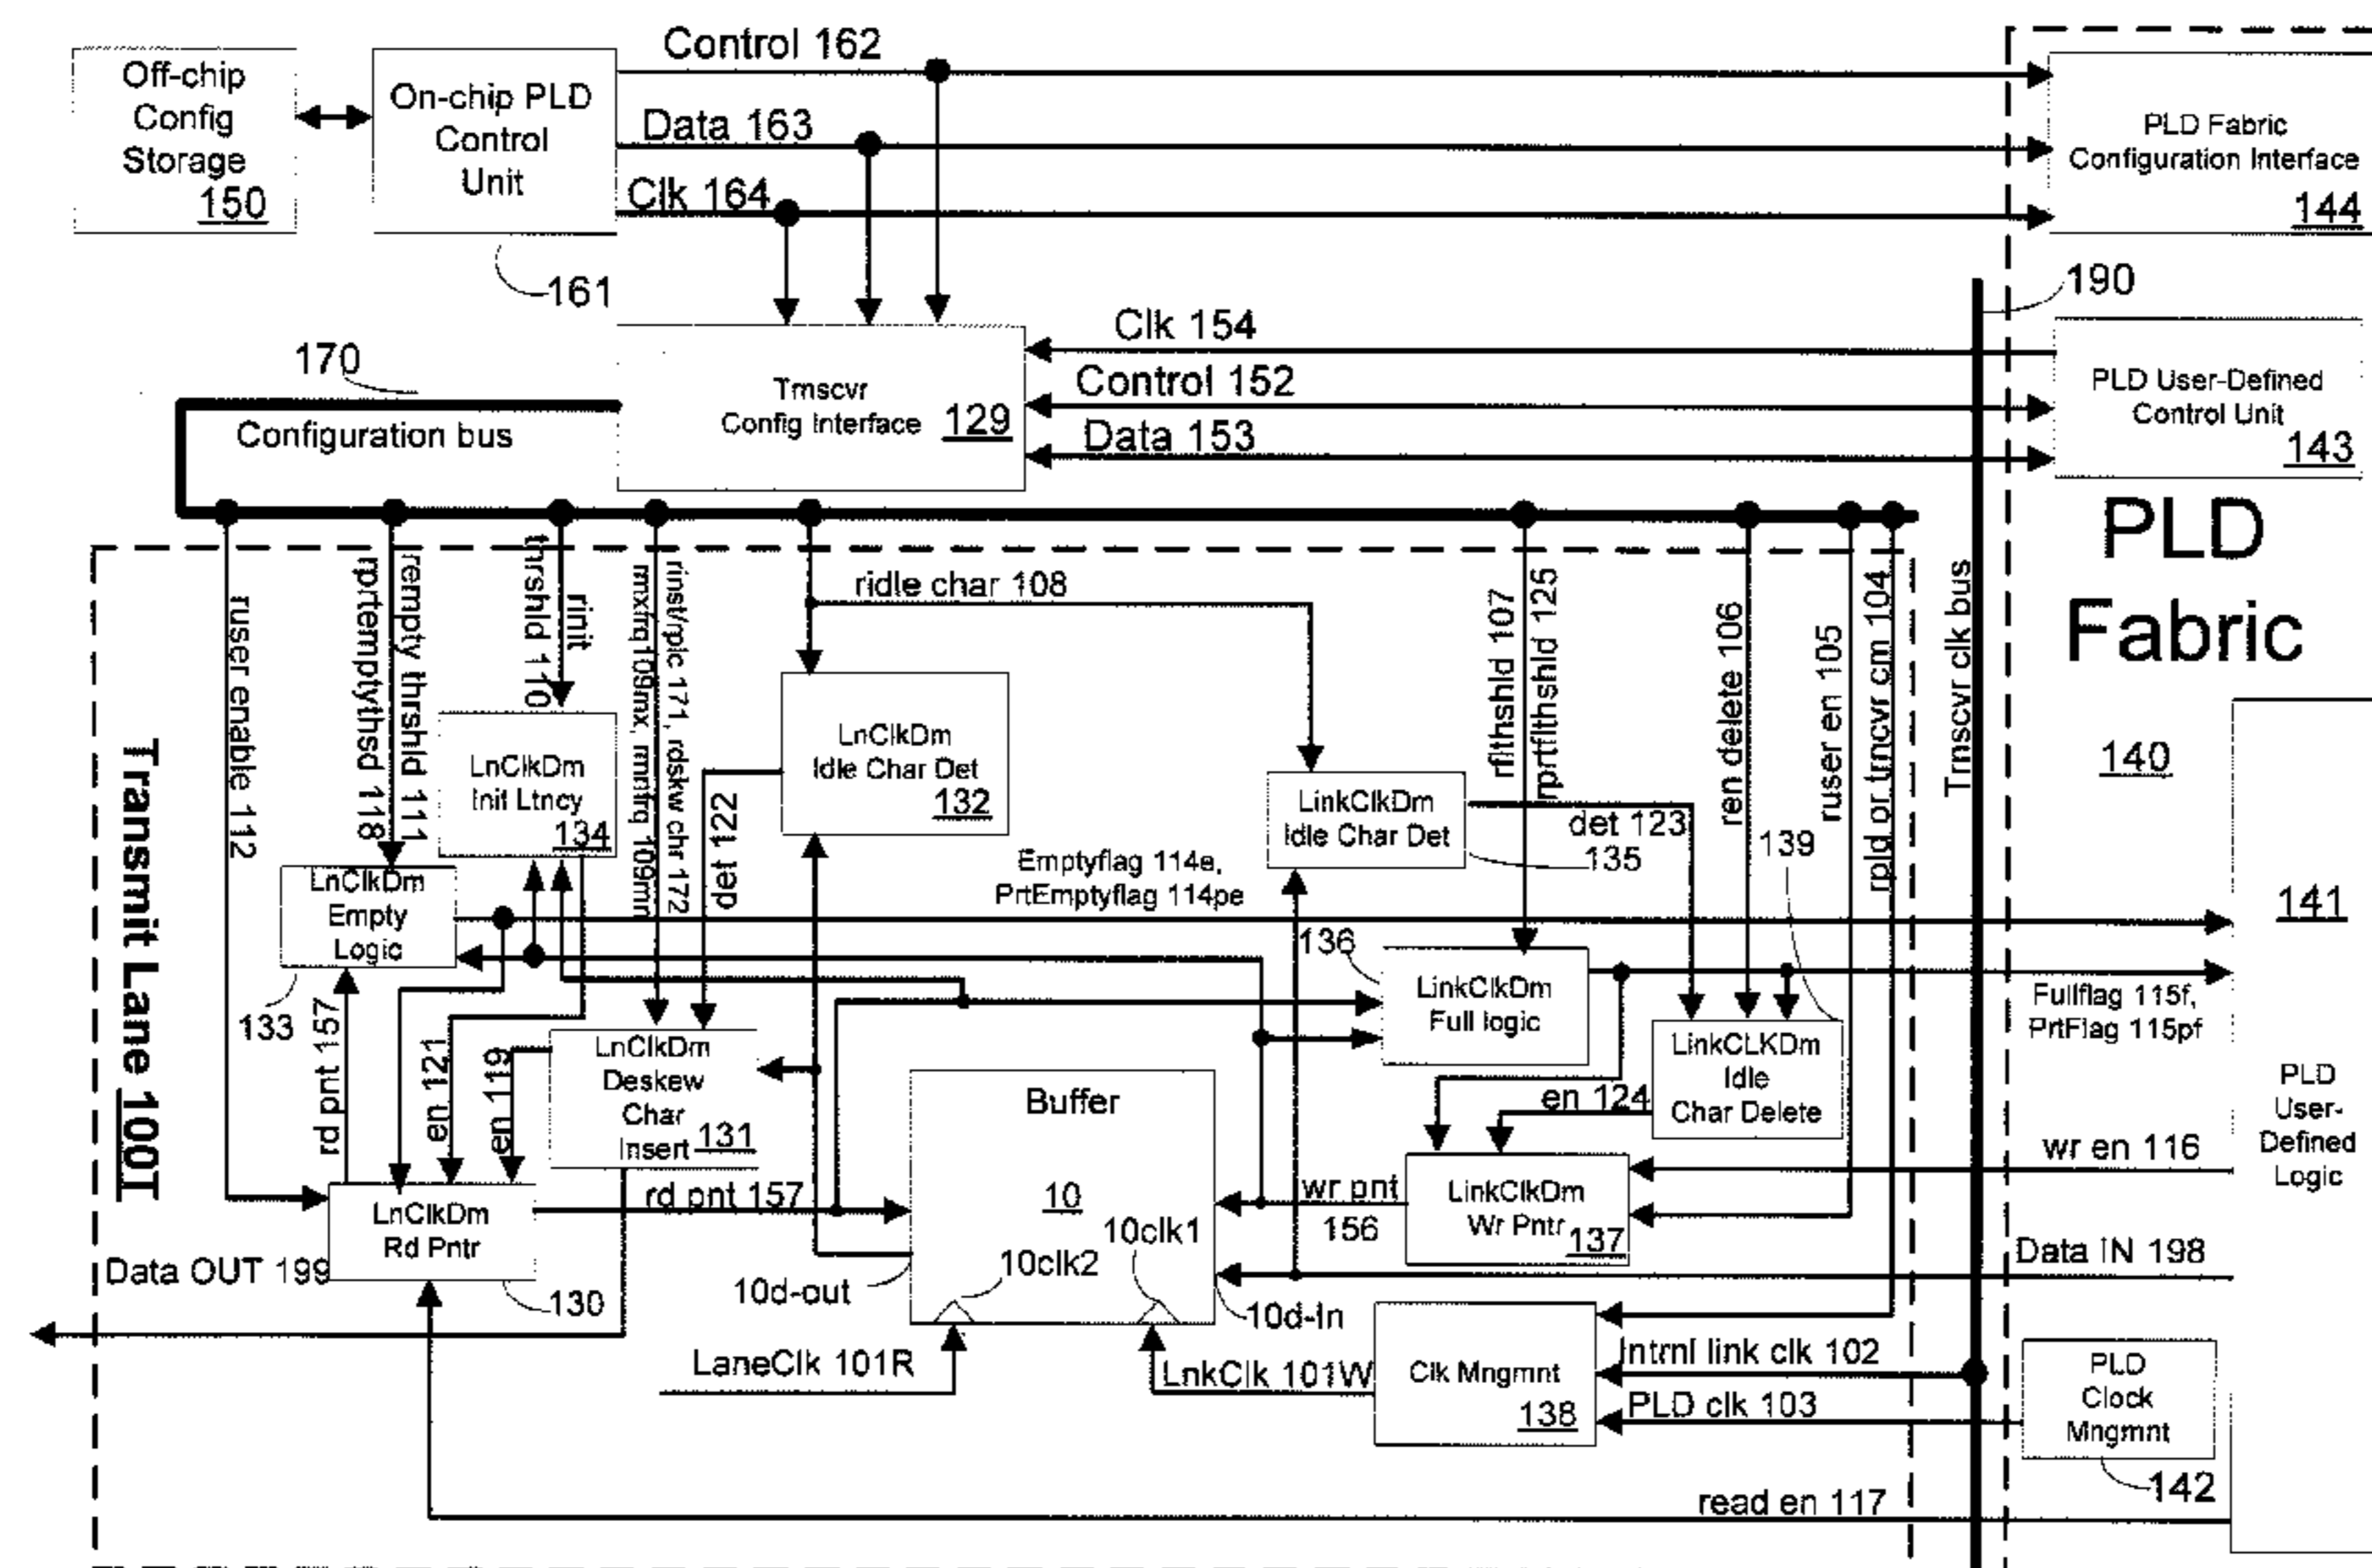 Control 162
Off-chip
Config
Storage
150
On-chip PLD
Control
Unit
Data 163
Clk 164
161
PLD Fabric
Configuration Interface
144
190
Clk 154
Control 152
Data 153
PLD User-Defined
Control Unit
143
170
Configuration bus
Trnscvr
Config Interface
129
PLD
Fabric
Transmit Lane 100I
ruser enable 112
rempty thrshld 111
rprtemptythsd 118
rinit
thrshld 110
rinst/rplc 171, rdskw chr 172
mxfrq 109mx, mnfrq 109mn
ridle char 108
rflthshld 107
rprtflthshld 125
ren delete 106
ruser en 105
rpld or trncvr cm 104
Trnscvr clk bus
LnClkDm
Init Ltncy
134
LnClkDm
Idle Char Det
132
det 122
LinkClkDm
Idle Char Det
135
det 123
139
140
141
LnClkDm
Empty
Logic
133
Emptyflag 114e,
PrtEmptyflag 114pe
136
LinkClkDm
Full logic
Fullflag 115f,
PrtFlag 115pf
rd pnt 157
en 121
en 119
LnClkDm
Deskew
Char
Insert 131
Buffer
10
LinkCLKDm
Idle
Char Delete
en 124
PLD
User-
Defined
Logic
wr en 116
LnClkDm
Rd Pntr
130
rd pnt 157
wr pnt
156
LinkClkDm
Wr Pntr
137
Data OUT 199
10d-out
10clk2
10clk1
10d-In
Data IN 198
LaneClk 101R
LnkClk 101W
Clk Mngmnt
138
Intrnl link clk 102
PLD clk 103
PLD
Clock
Mngmnt
142
read en 117